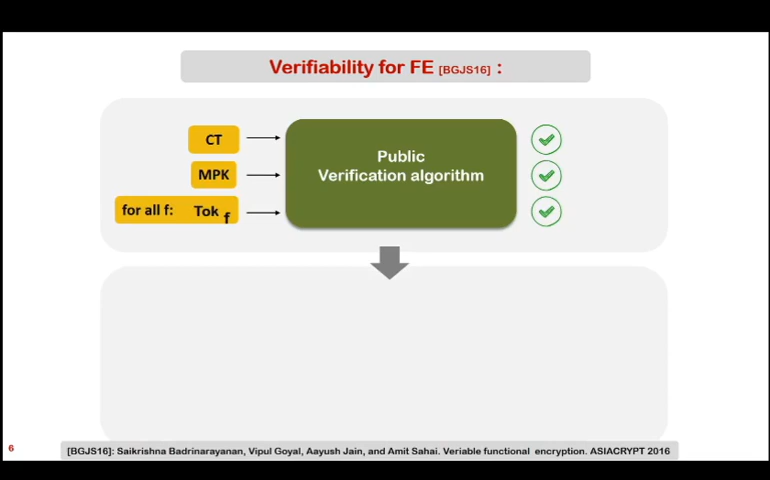 Verifiability for FE [BGJS16] :
CT
MPK
for all f: Tok f
Public
Verification algorithm
6
[BGJS16]: Saikrishna Badrinarayanan, Vipul Goyal, Aayush Jain, and Amit Sahai. Veriable functional encryption. ASIACRYPT 2016